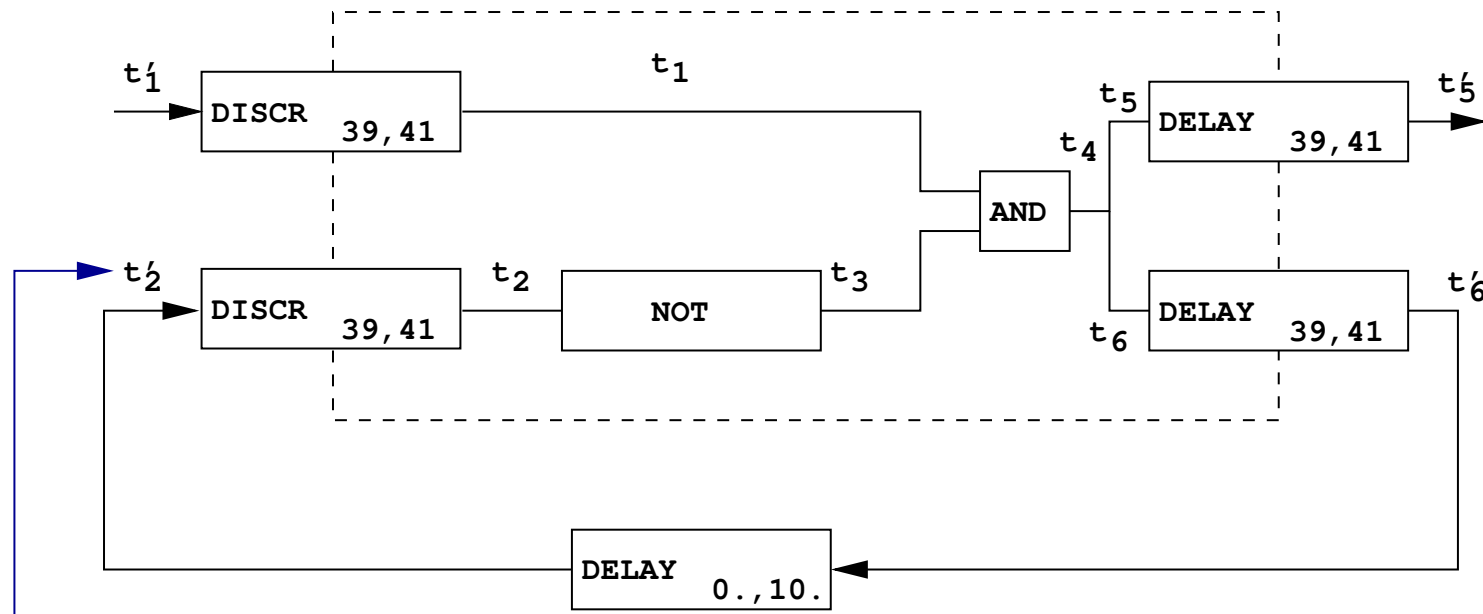 t′1
t1
DISCR
39,41
t5
DELAY
39,41
t′5
t4
AND
t′2
DISCR
39,41
t2
NOT
t3
t6
DELAY
39,41
t′6
DELAY
0.,10.